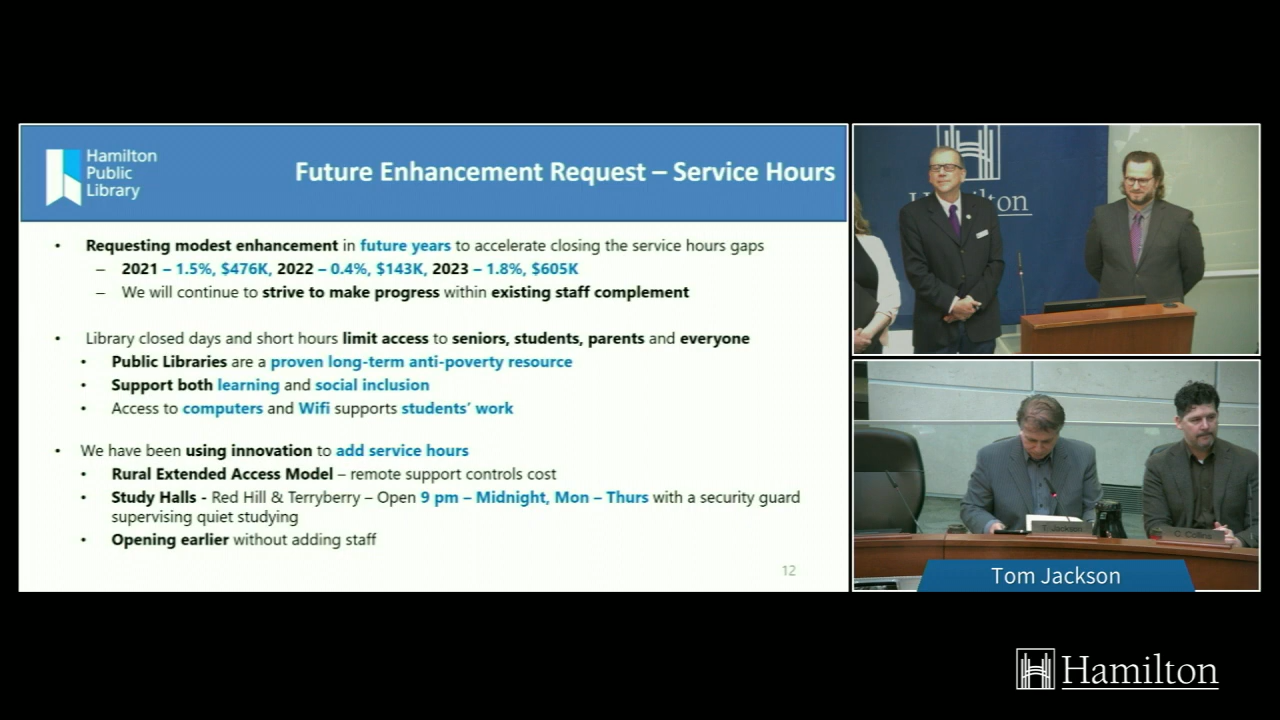 Hamilton
Public
Library
Future Enhancement Request – Service Hours
• Requesting modest enhancement in future years to accelerate closing the service hours gaps
– 2021 – 1.5%, $476K, 2022 – 0.4%, $143K, 2023 – 1.8%, $605K
– We will continue to strive to make progress within existing staff complement
• Library closed days and short hours limit access to seniors, students, parents and everyone
• Public Libraries are a proven long-term anti-poverty resource
• Support both learning and social inclusion
• Access to computers and Wifi supports students' work
• We have been using innovation to add service hours
• Rural Extended Access Model – remote support controls cost
• Study Halls - Red Hill & Terryberry – Open 9 pm – Midnight, Mon – Thurs with a security guard
supervising quiet studying
• Opening earlier without adding staff
12
T. Jackson
Tom Jackson
Hamilton